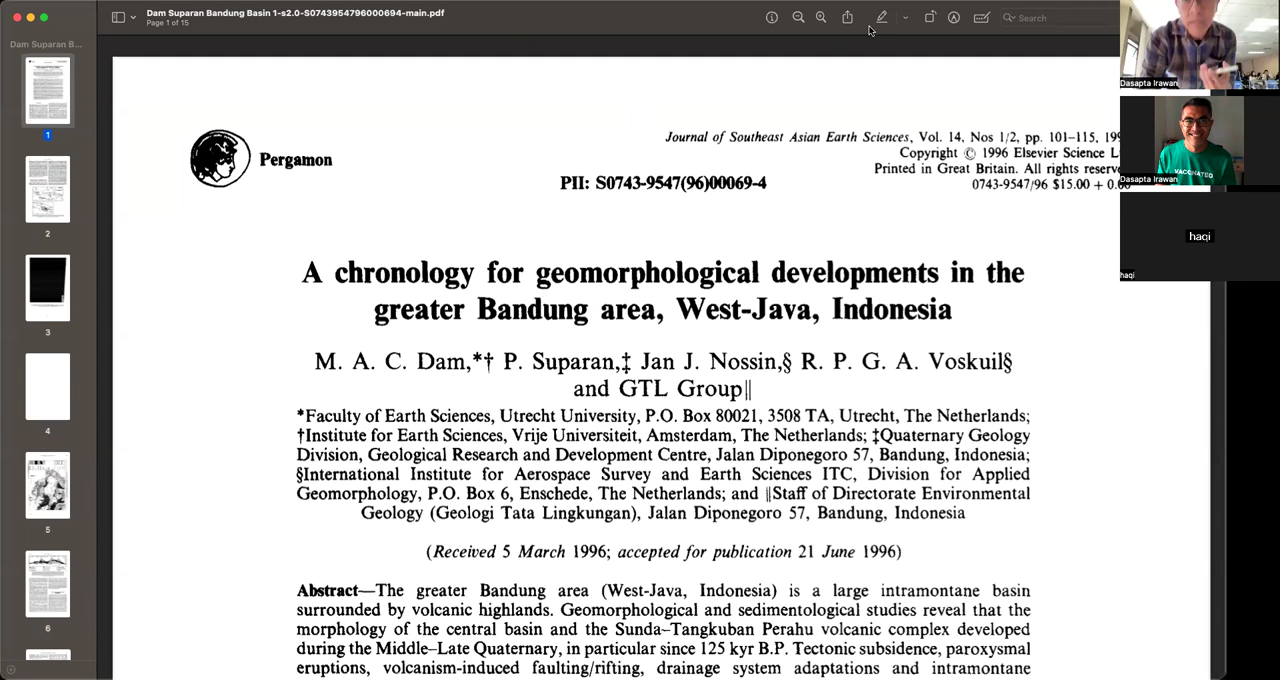 Dam Suparan Bandung Basin 1-s2.0-S0743954796000694-main.pdf
Page 1 of 15
Search
Dam Suparan B...
1
2
3
4
5
6
Pergamon
Journal of Southeast Asian Earth Sciences, Vol. 14, Nos 1/2, pp. 101–115, 199
Copyright © 1996 Elsevier Science L
Printed in Great Britain. All rights reserve
PII: S0743-9547(96)00069-4
0743-9547/96 $15.00 + 0.00
A chronology for geomorphological developments in the
greater Bandung area, West-Java, Indonesia
M. A. C. Dam,*† P. Suparan,‡ Jan J. Nossin,§ R. P. G. A. Voskuil§
and GTL Group‖
*Faculty of Earth Sciences, Utrecht University, P.O. Box 80021, 3508 TA, Utrecht, The Netherlands;
†Institute for Earth Sciences, Vrije Universiteit, Amsterdam, The Netherlands; ‡Quaternary Geology
Division, Geological Research and Development Centre, Jalan Diponegoro 57, Bandung, Indonesia;
§International Institute for Aerospace Survey and Earth Sciences ITC, Division for Applied
Geomorphology, P.O. Box 6, Enschede, The Netherlands; and ‖Staff of Directorate Environmental
Geology (Geologi Tata Lingkungan), Jalan Diponegoro 57, Bandung, Indonesia
(Received 5 March 1996; accepted for publication 21 June 1996)
Abstract—The greater Bandung area (West-Java, Indonesia) is a large intramontane basin
surrounded by volcanic highlands. Geomorphological and sedimentological studies reveal that the
morphology of the central basin and the Sunda–Tangkuban Perahu volcanic complex developed
during the Middle–Late Quaternary, in particular since 125 kyr B.P. Tectonic subsidence, paroxysmal
eruptions, volcanism-induced faulting/rifting, drainage system adaptations and intramontane
Dasapta Irawan
VACCINATED
Dasapta Irawan
haqi
haqi